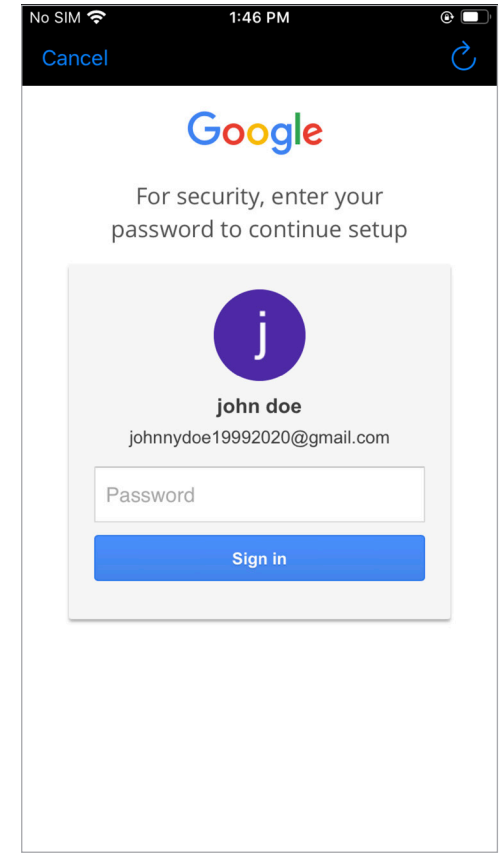 No SIM 1:46 PM
Cancel
Google
For security, enter your
password to continue setup
j
john doe
johnnydoe19992020@gmail.com
Password
Sign in